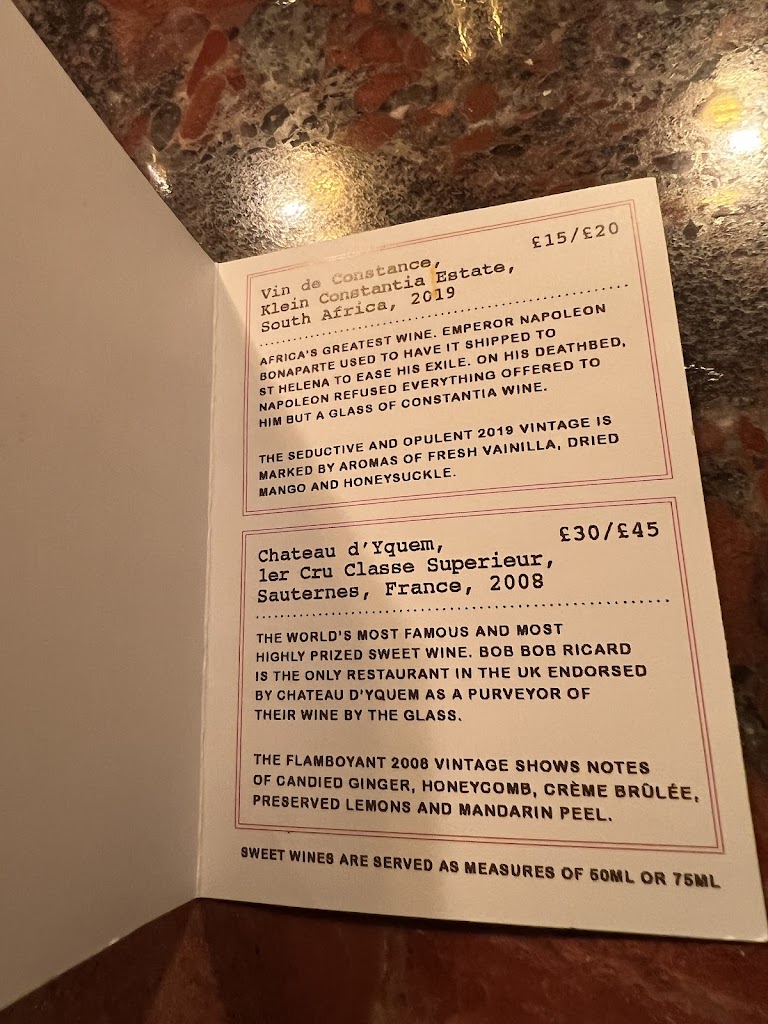 £15/£20
Vin de Constance,
Klein Constantia Estate,
South Africa, 2019
AFRICA'S GREATEST WINE. EMPEROR NAPOLEON
BONAPARTE USED TO HAVE IT SHIPPED TO
ST HELENA TO EASE HIS EXILE. ON HIS DEATHBED,
NAPOLEON REFUSED EVERYTHING OFFERED TO
HIM BUT A GLASS OF CONSTANTIA WINE.
THE SEDUCTIVE AND OPULENT 2019 VINTAGE IS
MARKED BY AROMAS OF FRESH VAINILLA, DRIED
MANGO AND HONEYSUCKLE.
£30/£45
Chateau d'Yquem,
1er Cru Classe Superieur,
Sauternes, France, 2008
THE WORLD'S MOST FAMOUS AND MOST
HIGHLY PRIZED SWEET WINE. BOB BOB RICARD
IS THE ONLY RESTAURANT IN THE UK ENDORSED
BY CHATEAU D'YQUEM AS A PURVEYOR OF
THEIR WINE BY THE GLASS.
THE FLAMBOYANT 2008 VINTAGE SHOWS NOTES
OF CANDIED GINGER, HONEYCOMB, CRÈME BRÛLÉE,
PRESERVED LEMONS AND MANDARIN PEEL.
SWEET WINES ARE SERVED AS MEASURES OF 50ML OR 75ML